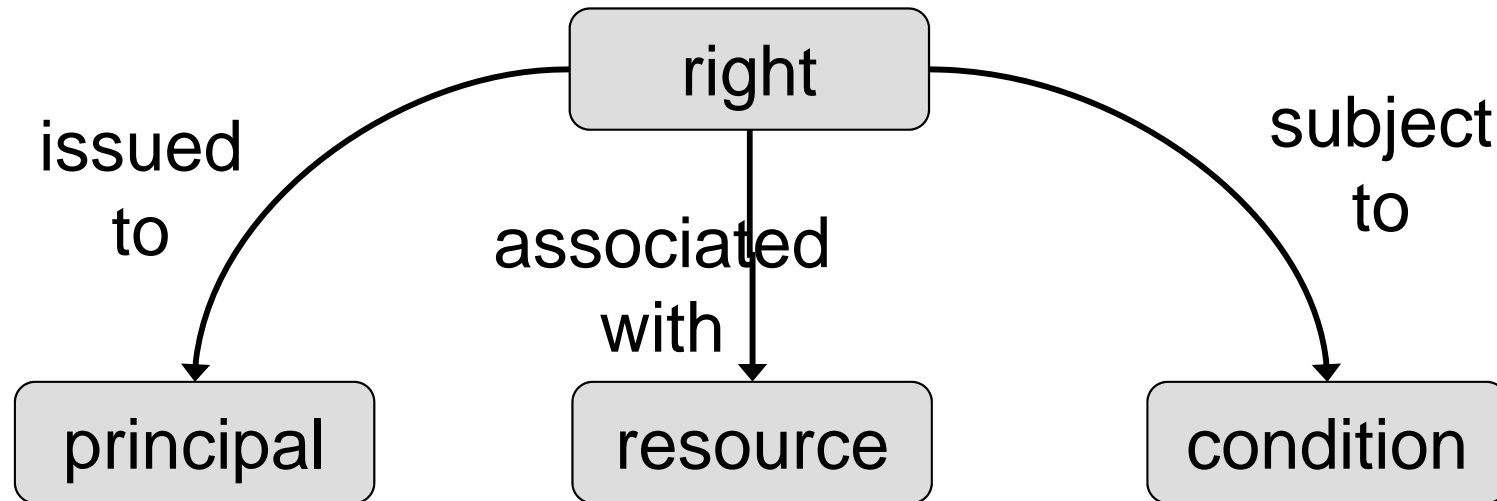 right
issued
to
associated
with
subject
to
principal
resource
condition